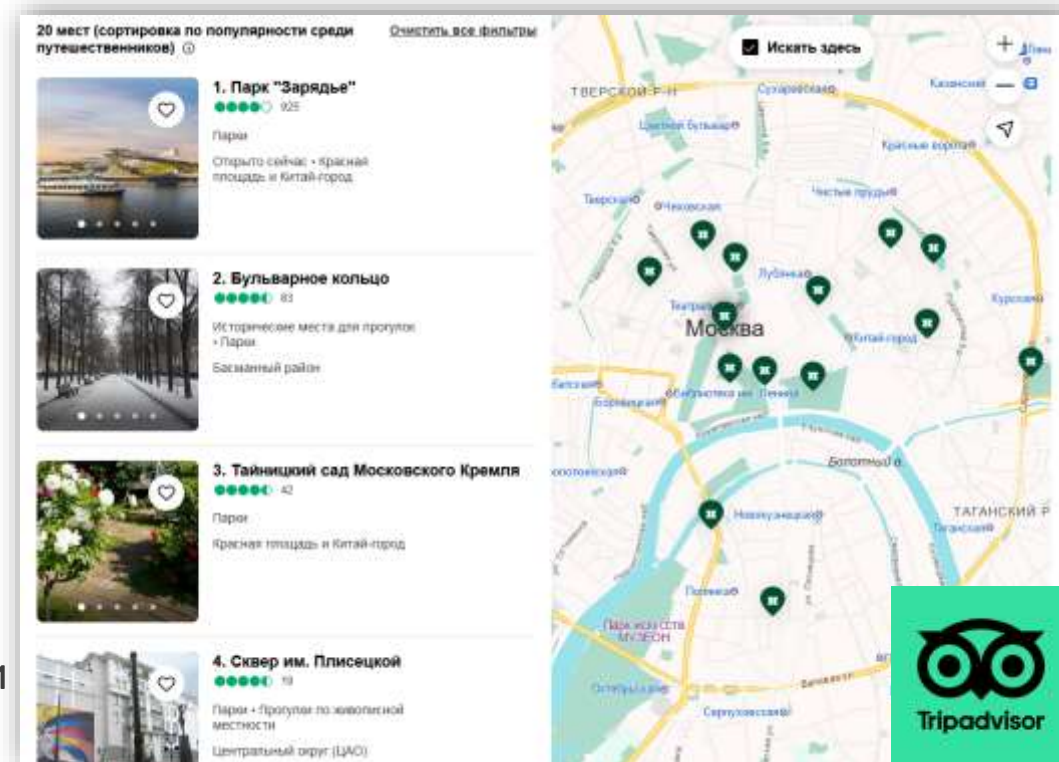 20 мест (сортировка по популярности среди
путешественников)
Очистить все фильтры
1. Парк "Зарядье"
925
Парки
Открыто сейчас • Красная
площадь и Китай-город
2. Бульварное кольцо
83
Исторические места для прогулок
• Парки
Басманный район
3. Тайницкий сад Московского Кремля
42
Парки
Красная площадь и Китай-город
4. Сквер им. Плисецкой
19
Парки • Прогулки по живописной
местности
Центральный округ (ЦАО)
Искать здесь
ТВЕРСКОЙ Р-Н
Сухаревская
Казанский
Цветной бульвар
Красные ворота
Тверская
Чеховская
Чистые пруды
Лубянка
Москва
Китай-город
Курская
Библиотека им. Ленина
Боровицкая
Болотный о.
ТАГАНСКИЙ Р
Таганская
Новокузнецкая
Полянка
Парк искусств
МУЗЕОН
Октябрьская
Серпуховская
Tripadvisor